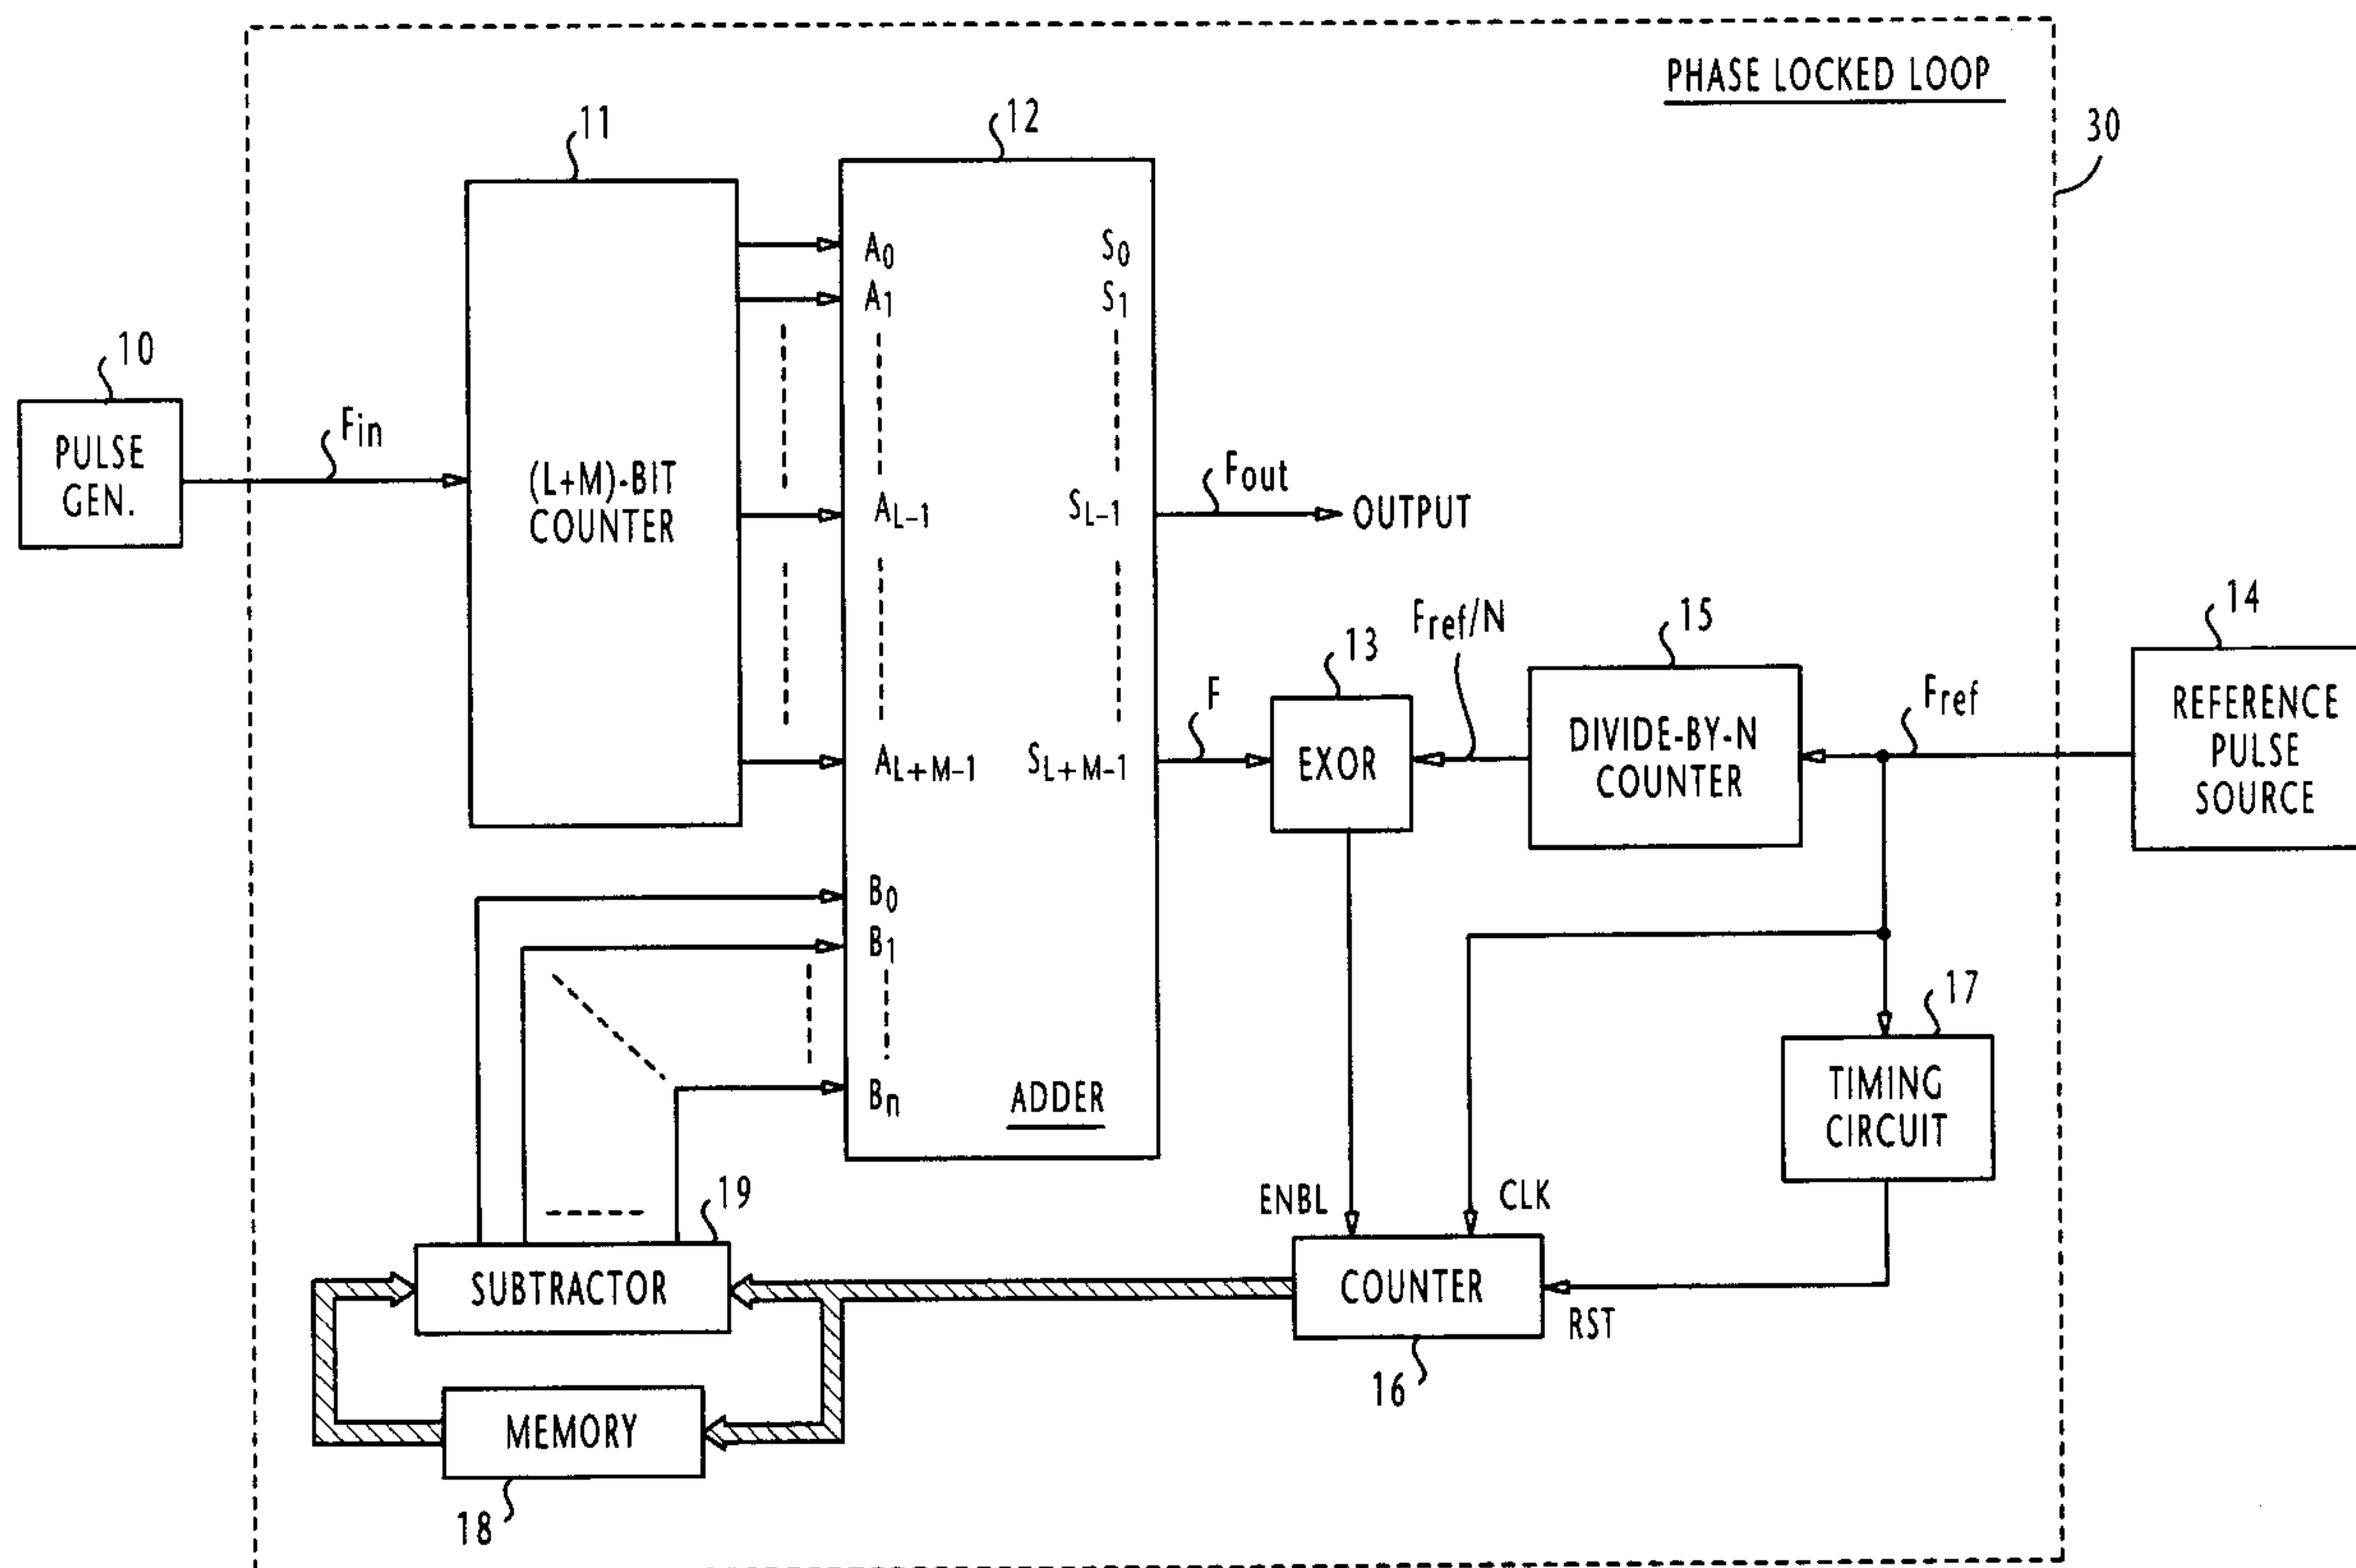 PHASE LOCKED LOOP
30
11
12
10
PULSE
GEN.
Fin
(L+M)-BIT
COUNTER
A0
A1
AL-1
AL+M-1
S0
S1
SL-1
SL+M-1
Fout
OUTPUT
F
13
EXOR
Fref/N
15
DIVIDE-BY-N
COUNTER
Fref
14
REFERENCE
PULSE
SOURCE
B0
B1
Bn
ADDER
17
TIMING
CIRCUIT
ENBL
CLK
COUNTER
RST
16
19
SUBTRACTOR
MEMORY
18